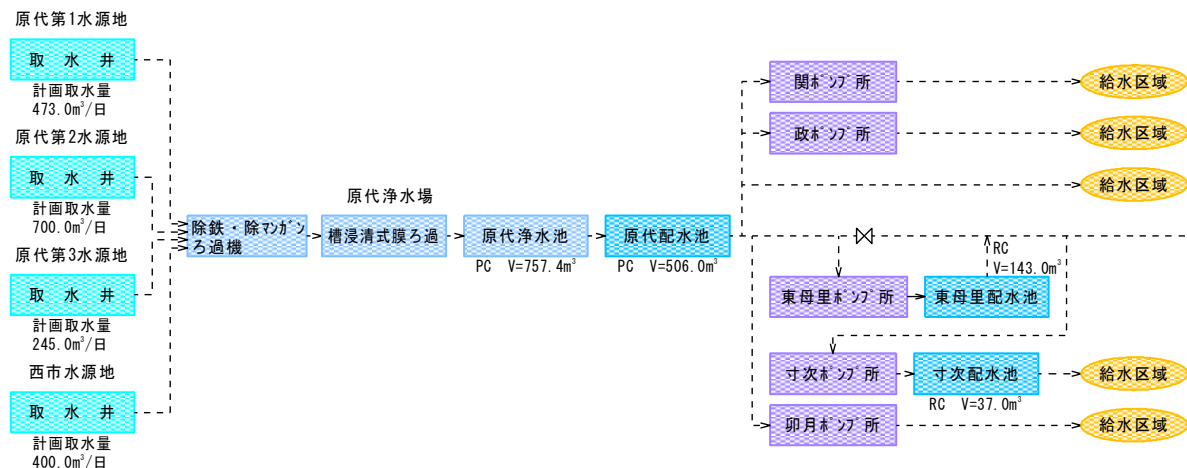 原代第1水源地
取水井
計画取水量
473.0m³/日
原代第2水源地
取水井
計画取水量
700.0m³/日
原代第3水源地
取水井
計画取水量
245.0m³/日
西市水源地
取水井
計画取水量
400.0m³/日
除鉄・除ﾏﾝｶﾞﾝ
ろ過機
原代浄水場
槽浸清式膜ろ過
原代浄水池
PC V=757.4m³
原代配水池
PC V=506.0m³
関ﾎﾟﾝﾌﾟ所
給水区域
政ﾎﾟﾝﾌﾟ所
給水区域
給水区域
RC
V=143.0m³
東母里ﾎﾟﾝﾌﾟ所
東母里配水池
寸次ﾎﾟﾝﾌﾟ所
寸次配水池
RC V=37.0m³
給水区域
卯月ﾎﾟﾝﾌﾟ所
給水区域